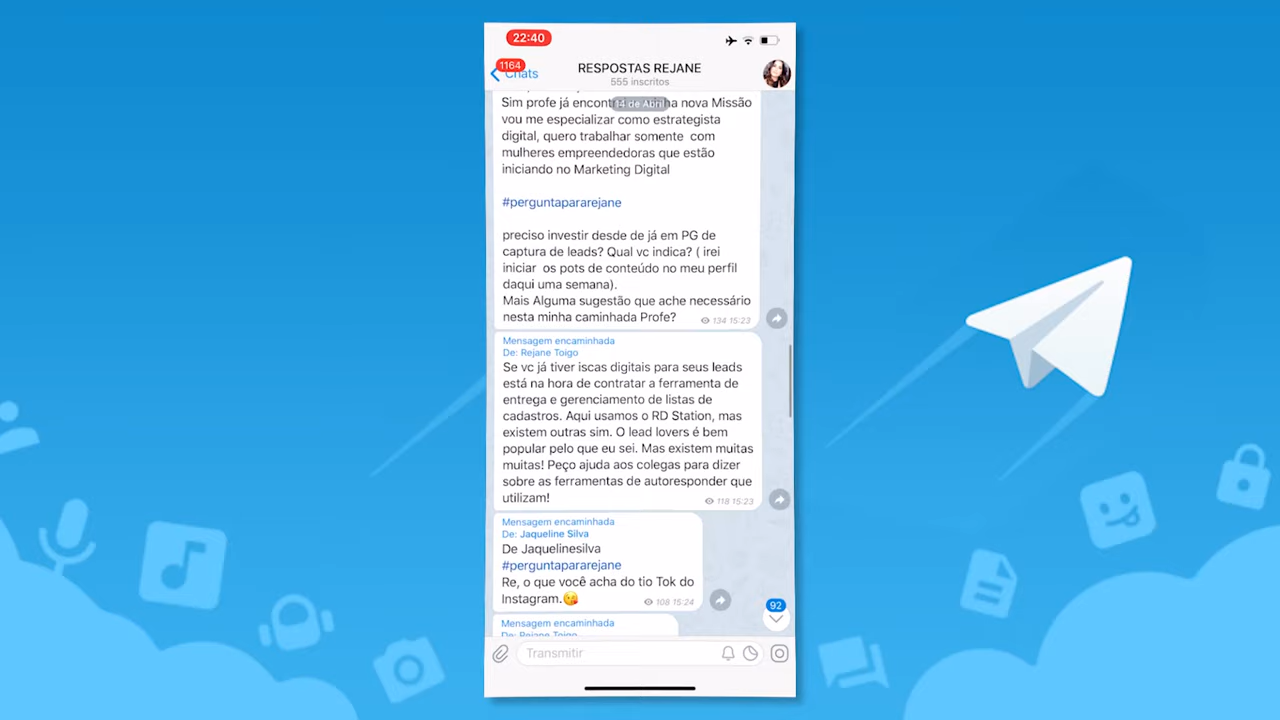 22:40
1164
Chats
RESPOSTAS REJANE
555 inscritos
14 de Abril
Sim profe já encont ha nova Missão
vou me especializar como estrategista
digital, quero trabalhar somente com
mulheres empreendedoras que estão
iniciando no Marketing Digital
#perguntapararejane
preciso investir desde de já em PG de
captura de leads? Qual vc indica? ( irei
iniciar os pots de conteúdo no meu perfil
daqui uma semana).
Mais Alguma sugestão que ache necessário
nesta minha caminhada Profe?
134 15:23
Mensagem encaminhada
De: Rejane Toigo
Se vc já tiver iscas digitais para seus leads
está na hora de contratar a ferramenta de
entrega e gerenciamento de listas de
cadastros. Aqui usamos o RD Station, mas
existem outras sim. O lead lovers é bem
popular pelo que eu sei. Mas existem muitas
muitas! Peço ajuda aos colegas para dizer
sobre as ferramentas de autoresponder que
utilizam!
118 15:23
Mensagem encaminhada
De: Jaqueline Silva
De Jaquelinesilva
#perguntapararejane
Re, o que você acha do tio Tok do
Instagram.😘
108 15:24
92
Mensagem encaminhada
De: Rejane Toigo
Transmitir